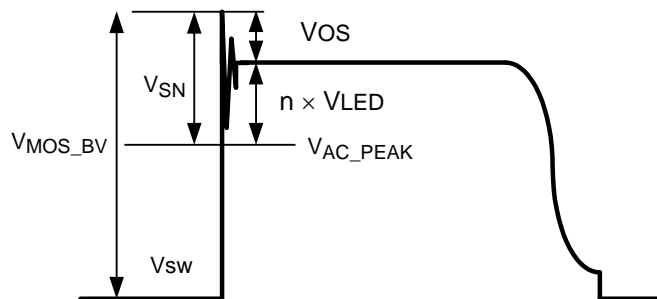 VOS
VSN
n × VLED
VMOS_BV
VAC_PEAK
Vsw